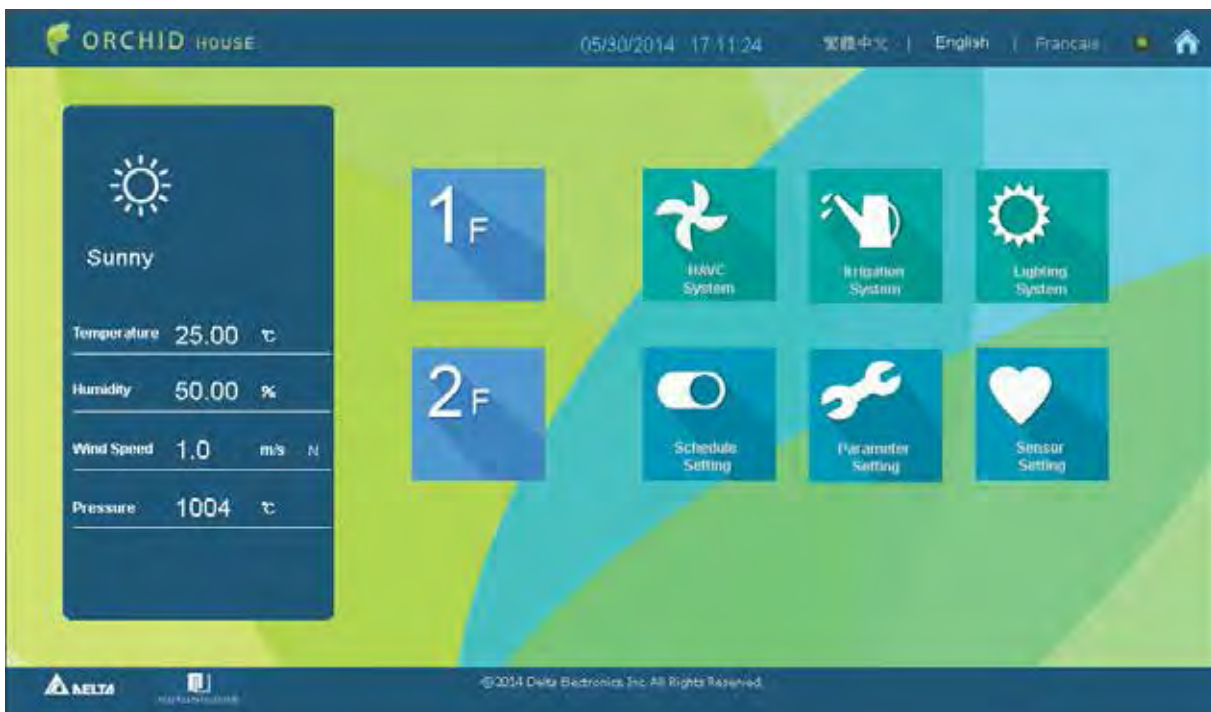 ORCHID HOUSE
05/30/2014 17:11:24
繁體中文 | English | Francais
Sunny
Temperature 25.00 ℃
Humidity 50.00 %
Wind Speed 1.0 m/s N
Pressure 1004 ℃
1F
2F
HAVC
System
Irrigation
System
Lighting
System
Schedule
Setting
Parameter
Setting
Sensor
Setting
DELTA
©2014 Delta Electronics, Inc. All Rights Reserved.